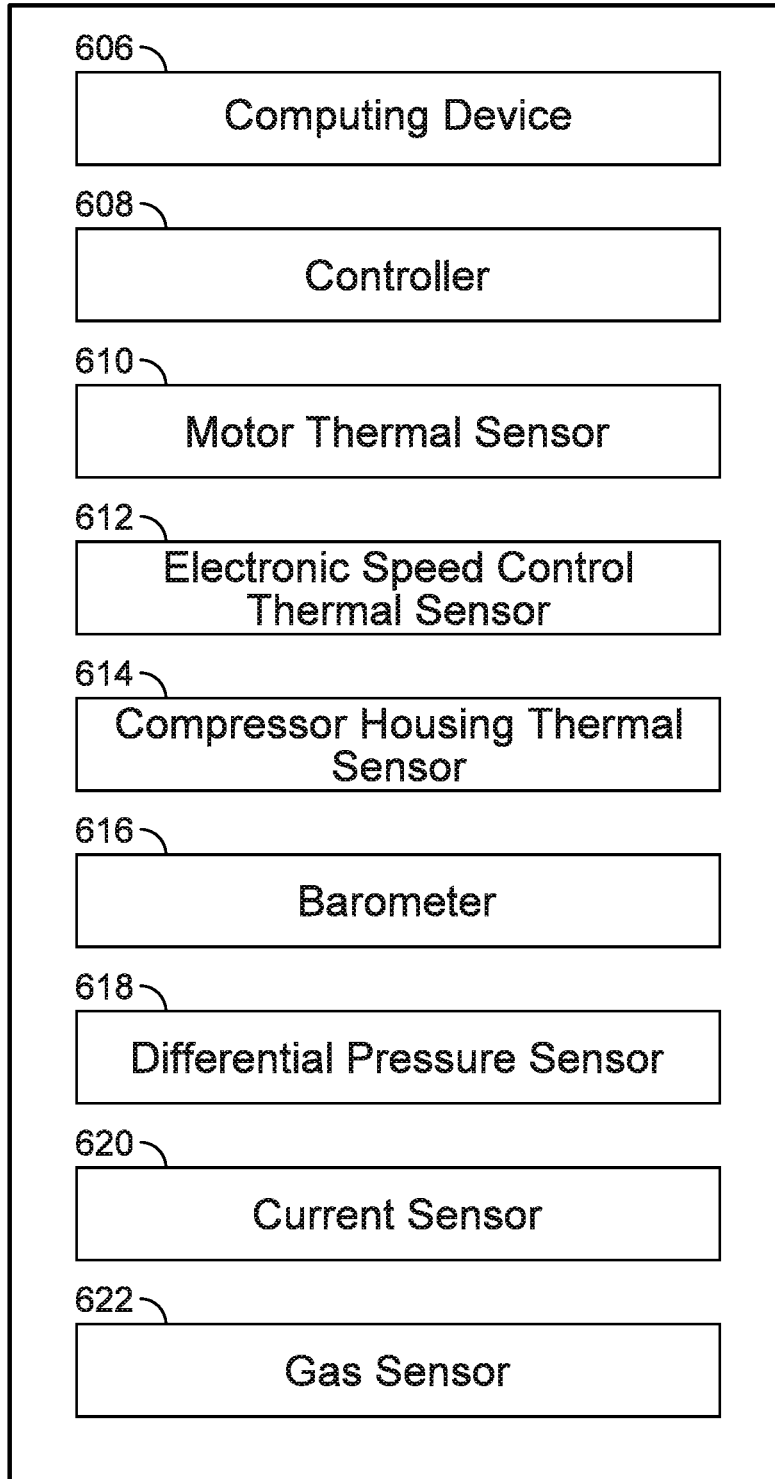 606
Computing Device
608
Controller
610
Motor Thermal Sensor
612
Electronic Speed Control
Thermal Sensor
614
Compressor Housing Thermal
Sensor
616
Barometer
618
Differential Pressure Sensor
620
Current Sensor
622
Gas Sensor